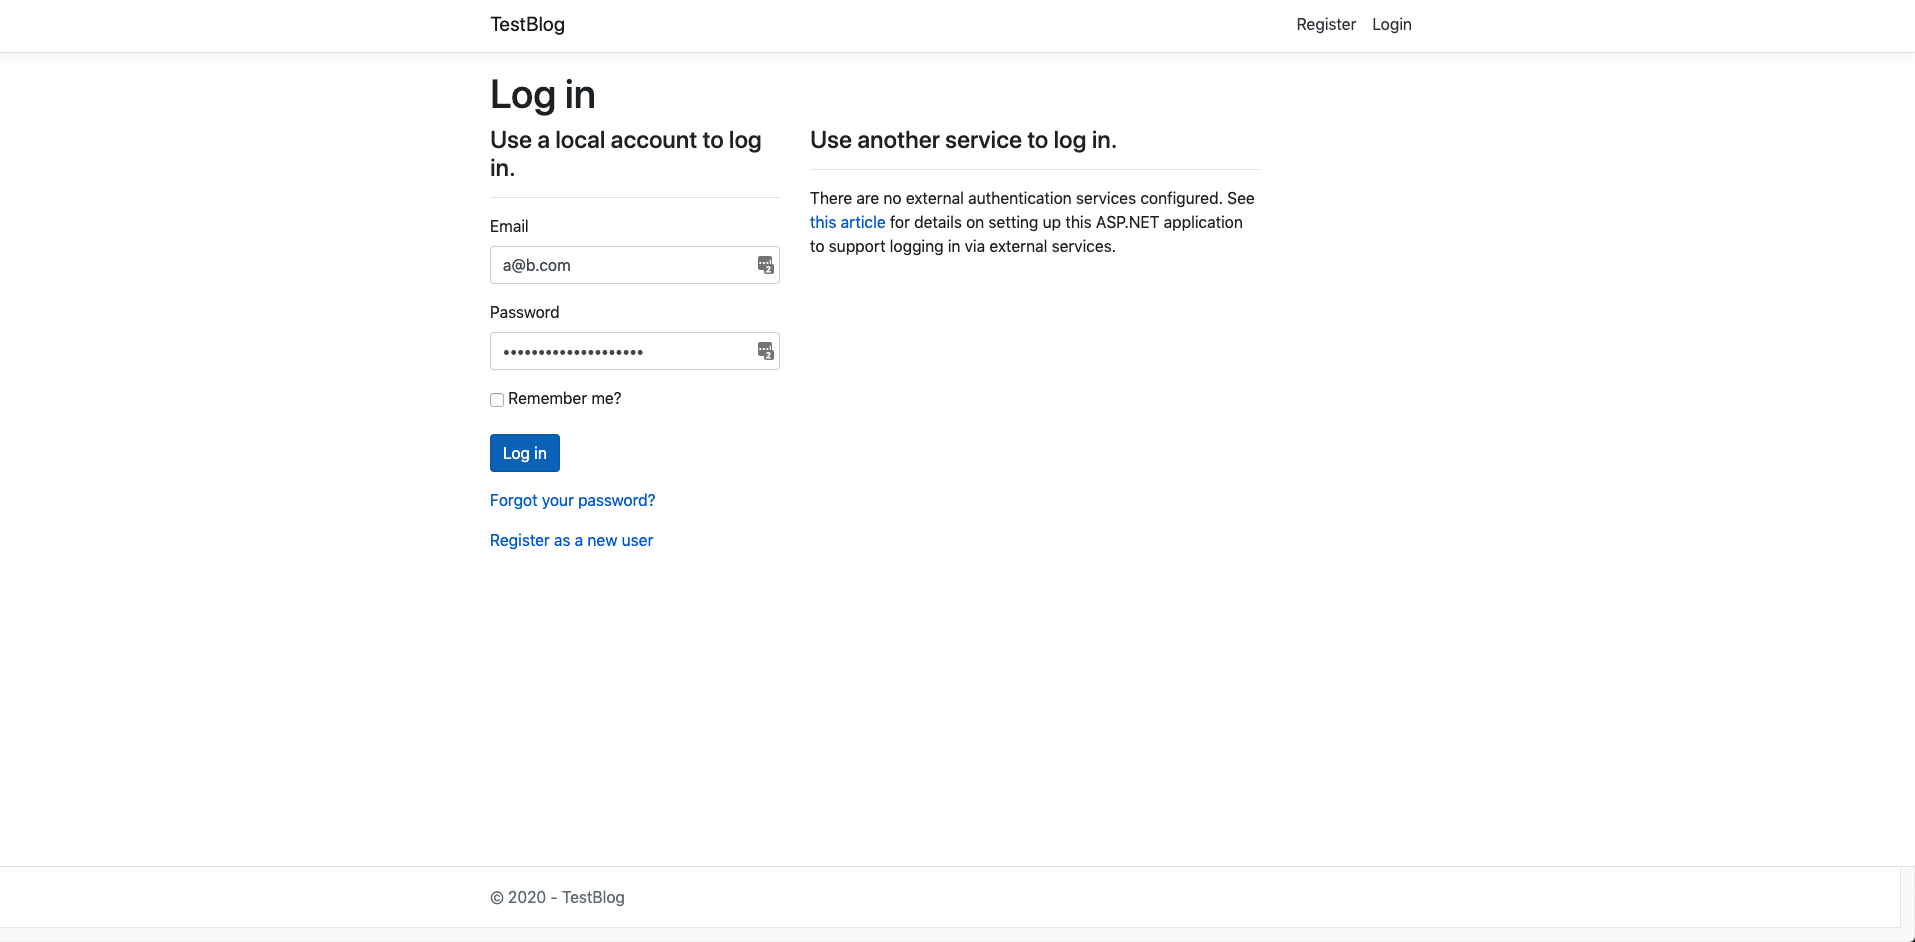 TestBlog
Register Login
Log in
Use a local account to log
in.
Email
a@b.com
Password
••••••••••••••••••••
Remember me?
Log in
Forgot your password?
Register as a new user
Use another service to log in.
There are no external authentication services configured. See
this article for details on setting up this ASP.NET application
to support logging in via external services.
© 2020 - TestBlog